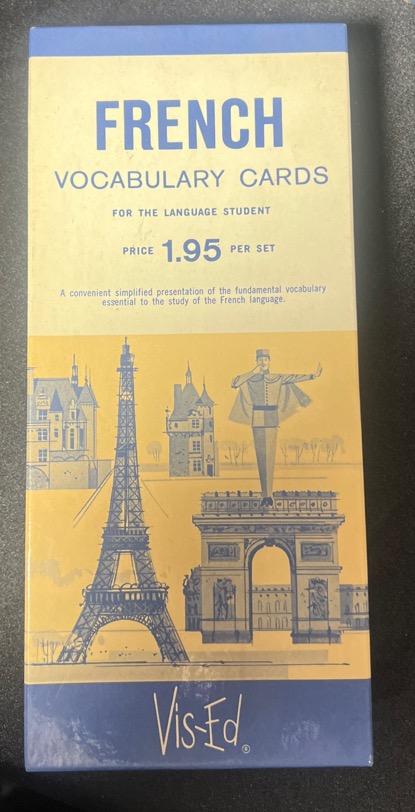 FRENCH
VOCABULARY CARDS
FOR THE LANGUAGE STUDENT
PRICE 1.95 PER SET
A convenient simplified presentation of the fundamental vocabulary
essential to the study of the French language.
Vis-Ed®